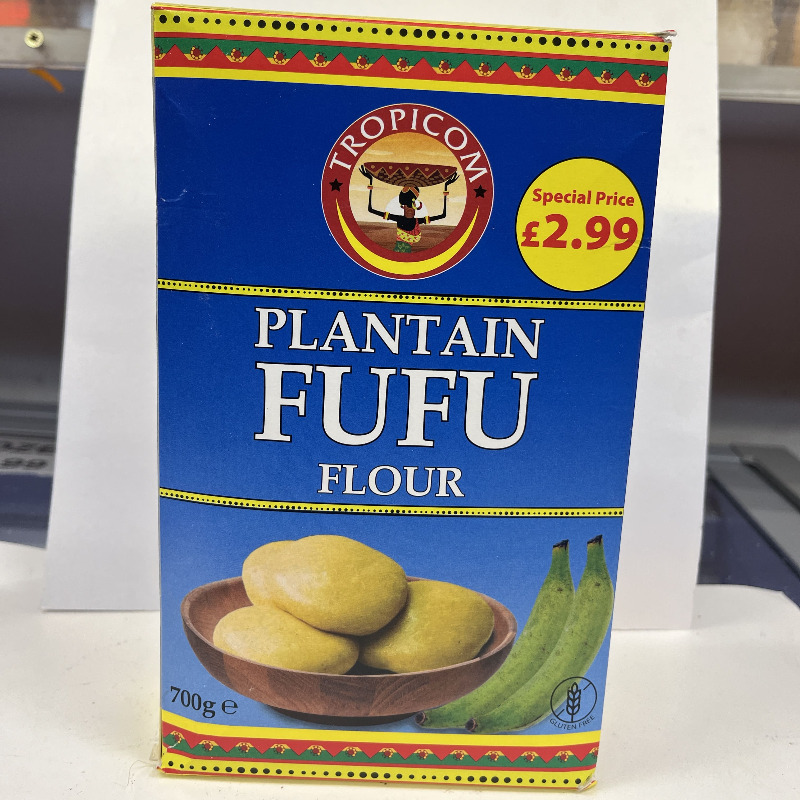 TROPICOM
Special Price
£2.99
PLANTAIN
FUFU
FLOUR
700g ℮
GLUTEN FREE